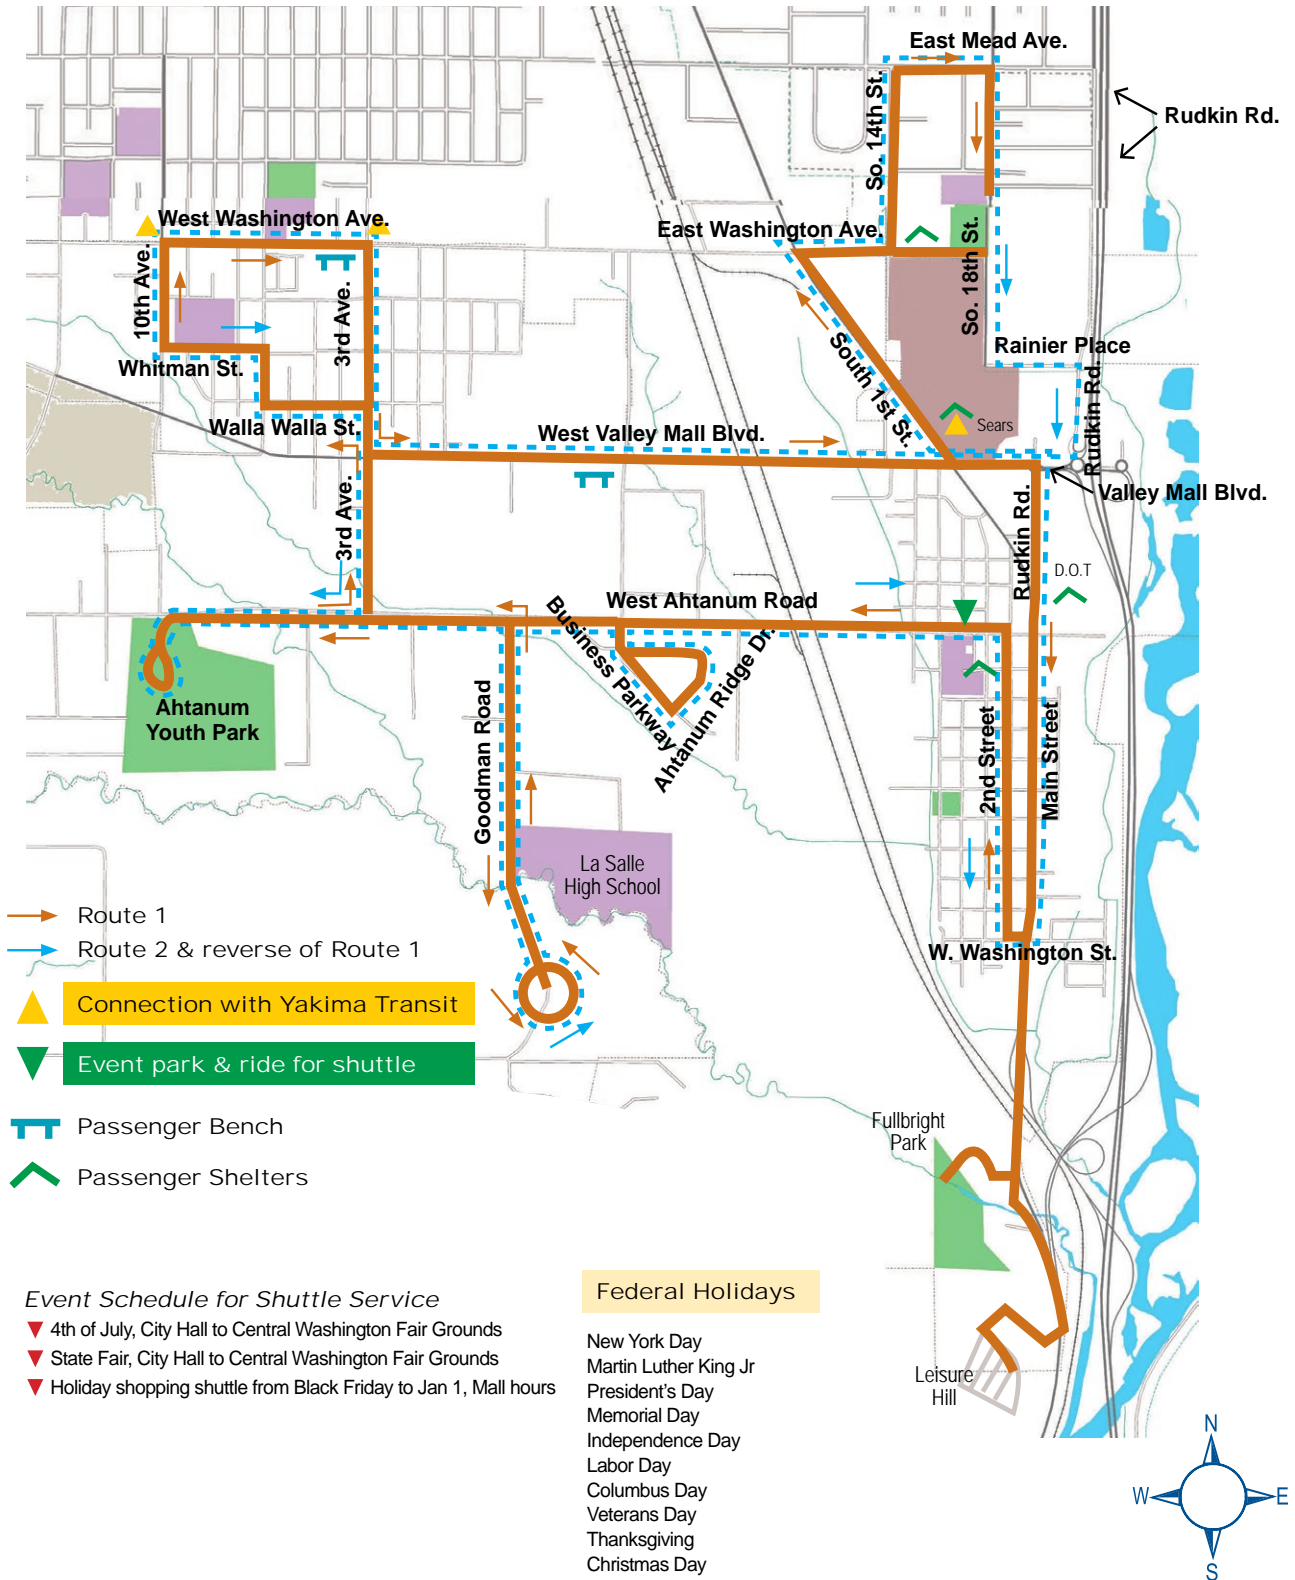 East Mead Ave.
So. 14th St.
Rudkin Rd.
West Washington Ave.
East Washington Ave.
So. 18th St.
10th Ave.
3rd Ave.
Rainier Place
Whitman St.
South 1st St.
Rudkin Rd.
Walla Walla St.
West Valley Mall Blvd.
Sears
Valley Mall Blvd.
3rd Ave.
Rudkin Rd.
D.O.T
West Ahtanum Road
Business Parkway
Ahtanum Ridge Dr.
Ahtanum
Youth Park
Goodman Road
2nd Street
Main Street
La Salle
High School
W. Washington St.
Route 1
Route 2 & reverse of Route 1
Connection with Yakima Transit
Event park & ride for shuttle
Passenger Bench
Passenger Shelters
Fullbright
Park
Leisure
Hill
Event Schedule for Shuttle Service
4th of July, City Hall to Central Washington Fair Grounds
State Fair, City Hall to Central Washington Fair Grounds
Holiday shopping shuttle from Black Friday to Jan 1, Mall hours
Federal Holidays
New York Day
Martin Luther King Jr
President's Day
Memorial Day
Independence Day
Labor Day
Columbus Day
Veterans Day
Thanksgiving
Christmas Day
N
W
E
S